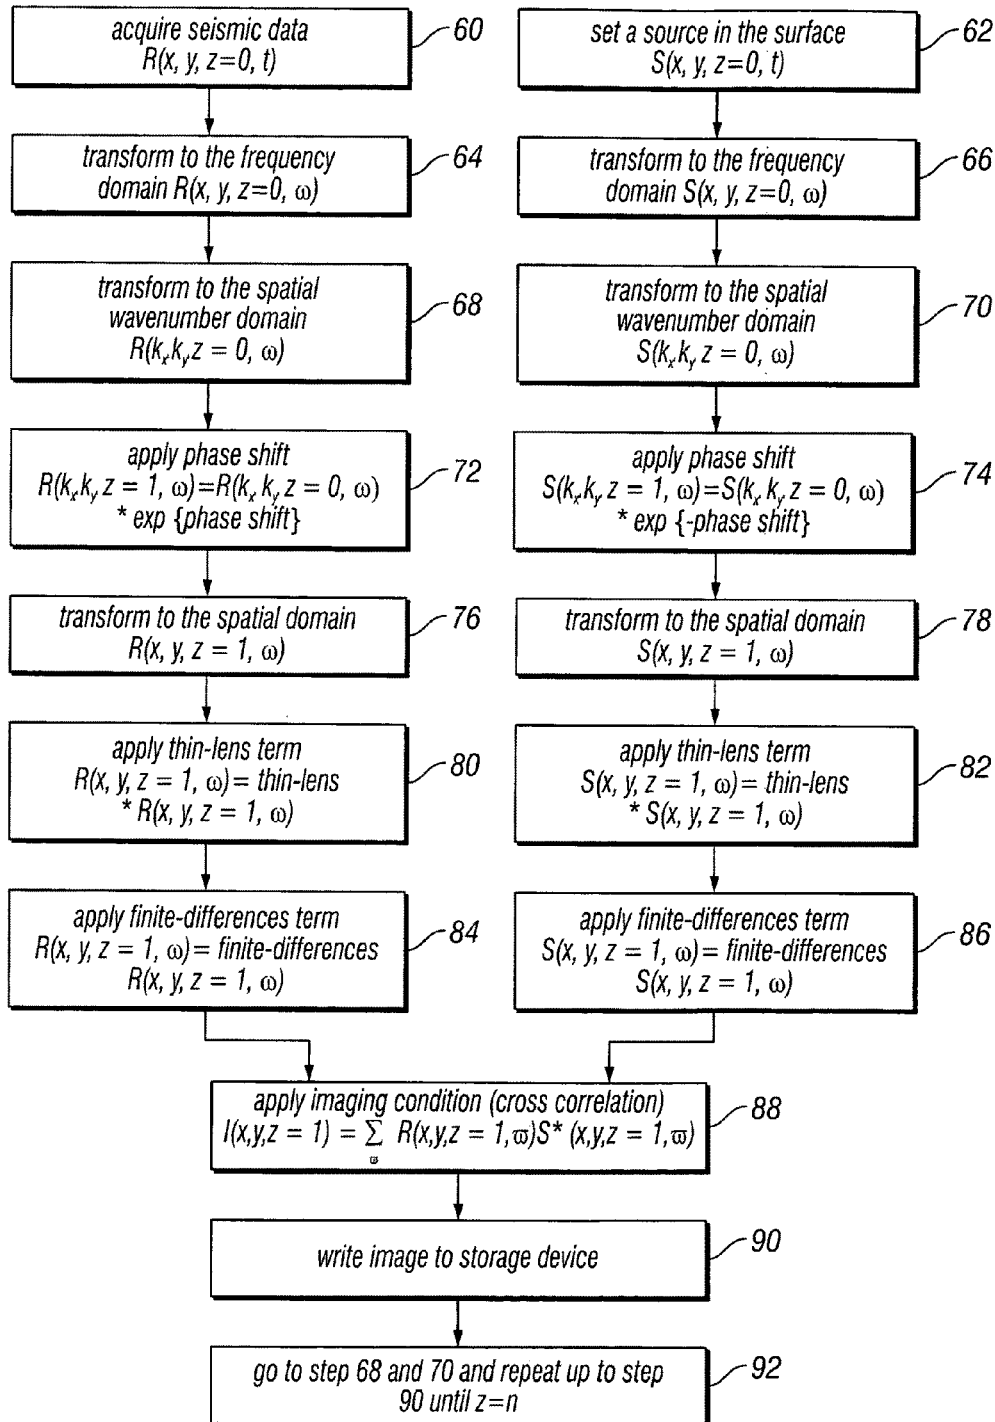 acquire seismic data
R(x, y, z=0, t)
60
set a source in the surface
S(x, y, z=0, t)
62
transform to the frequency
domain R(x, y, z=0, ω)
64
transform to the frequency
domain S(x, y, z=0, ω)
66
transform to the spatial
wavenumber domain
R(kₓ,k_y, z = 0, ω)
68
transform to the spatial
wavenumber domain
S(kₓ,k_y, z = 0, ω)
70
apply phase shift
R(kₓ,k_y, z = 1, ω)=R(kₓ, k_y, z = 0, ω)
* exp {phase shift}
72
apply phase shift
S(kₓ,k_y, z = 1, ω)=S(kₓ, k_y, z = 0, ω)
* exp {-phase shift}
74
transform to the spatial domain
R(x, y, z = 1, ω)
76
transform to the spatial domain
S(x, y, z = 1, ω)
78
apply thin-lens term
R(x, y, z = 1, ω)= thin-lens
* R(x, y, z = 1, ω)
80
apply thin-lens term
S(x, y, z = 1, ω)= thin-lens
* S(x, y, z = 1, ω)
82
apply finite-differences term
R(x, y, z = 1, ω)= finite-differences
R(x, y, z = 1, ω)
84
apply finite-differences term
S(x, y, z = 1, ω)= finite-differences
S(x, y, z = 1, ω)
86
apply imaging condition (cross correlation)
I(x,y,z = 1) = ∑ R(x,y,z = 1,ϖ)S* (x,y,z = 1,ϖ)
ϖ
88
write image to storage device
90
go to step 68 and 70 and repeat up to step
90 until z=n
92